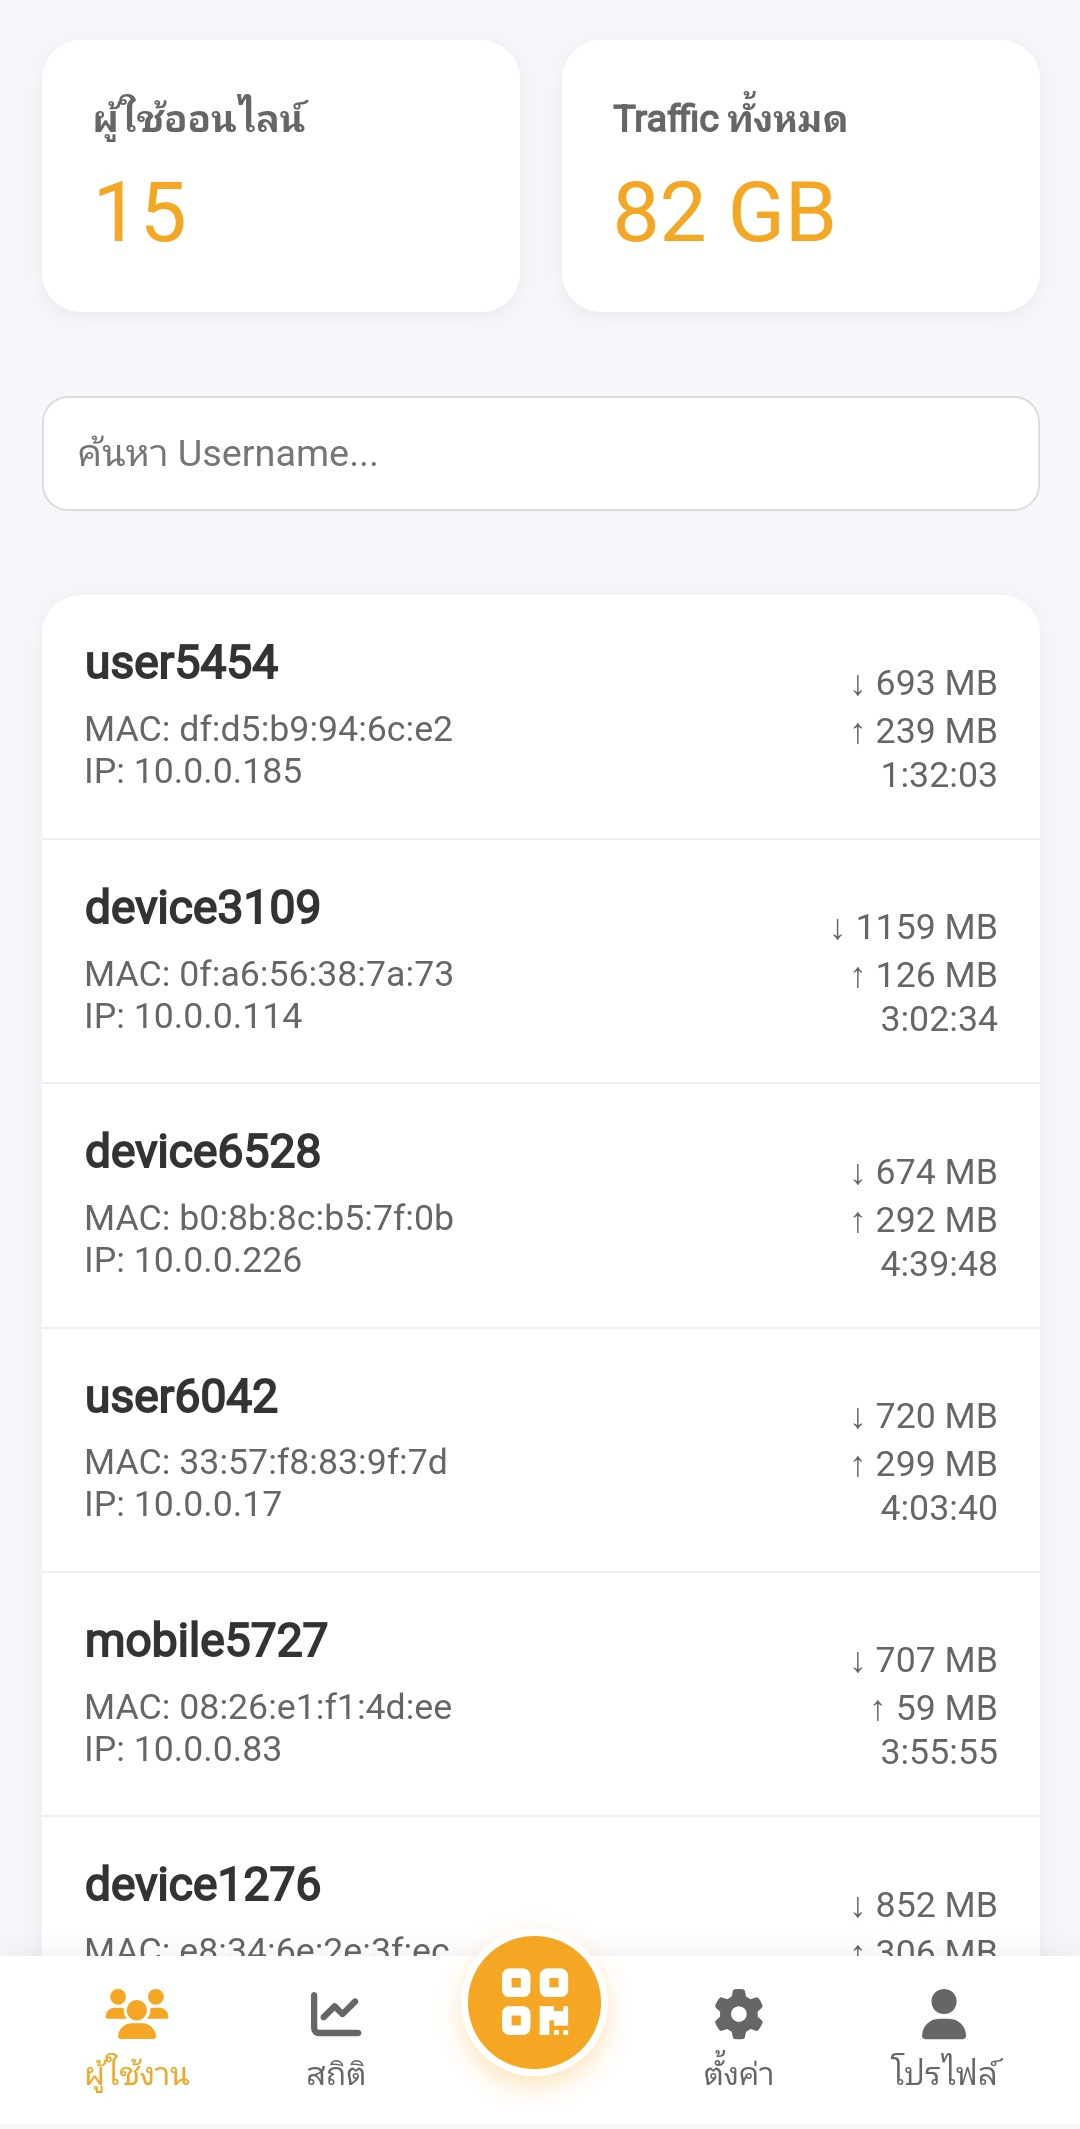 ผู้ใช้ออนไลน์
15
Traffic ทั้งหมด
82 GB
ค้นหา Username...
user5454
MAC: df:d5:b9:94:6c:e2
IP: 10.0.0.185
↓ 693 MB
↑ 239 MB
1:32:03
device3109
MAC: 0f:a6:56:38:7a:73
IP: 10.0.0.114
↓ 1159 MB
↑ 126 MB
3:02:34
device6528
MAC: b0:8b:8c:b5:7f:0b
IP: 10.0.0.226
↓ 674 MB
↑ 292 MB
4:39:48
user6042
MAC: 33:57:f8:83:9f:7d
IP: 10.0.0.17
↓ 720 MB
↑ 299 MB
4:03:40
mobile5727
MAC: 08:26:e1:f1:4d:ee
IP: 10.0.0.83
↓ 707 MB
↑ 59 MB
3:55:55
device1276
MAC: e8:34:6e:2e:3f:ec
↓ 852 MB
↑ 306 MB
ผู้ใช้งาน
สถิติ
ตั้งค่า
โปรไฟล์